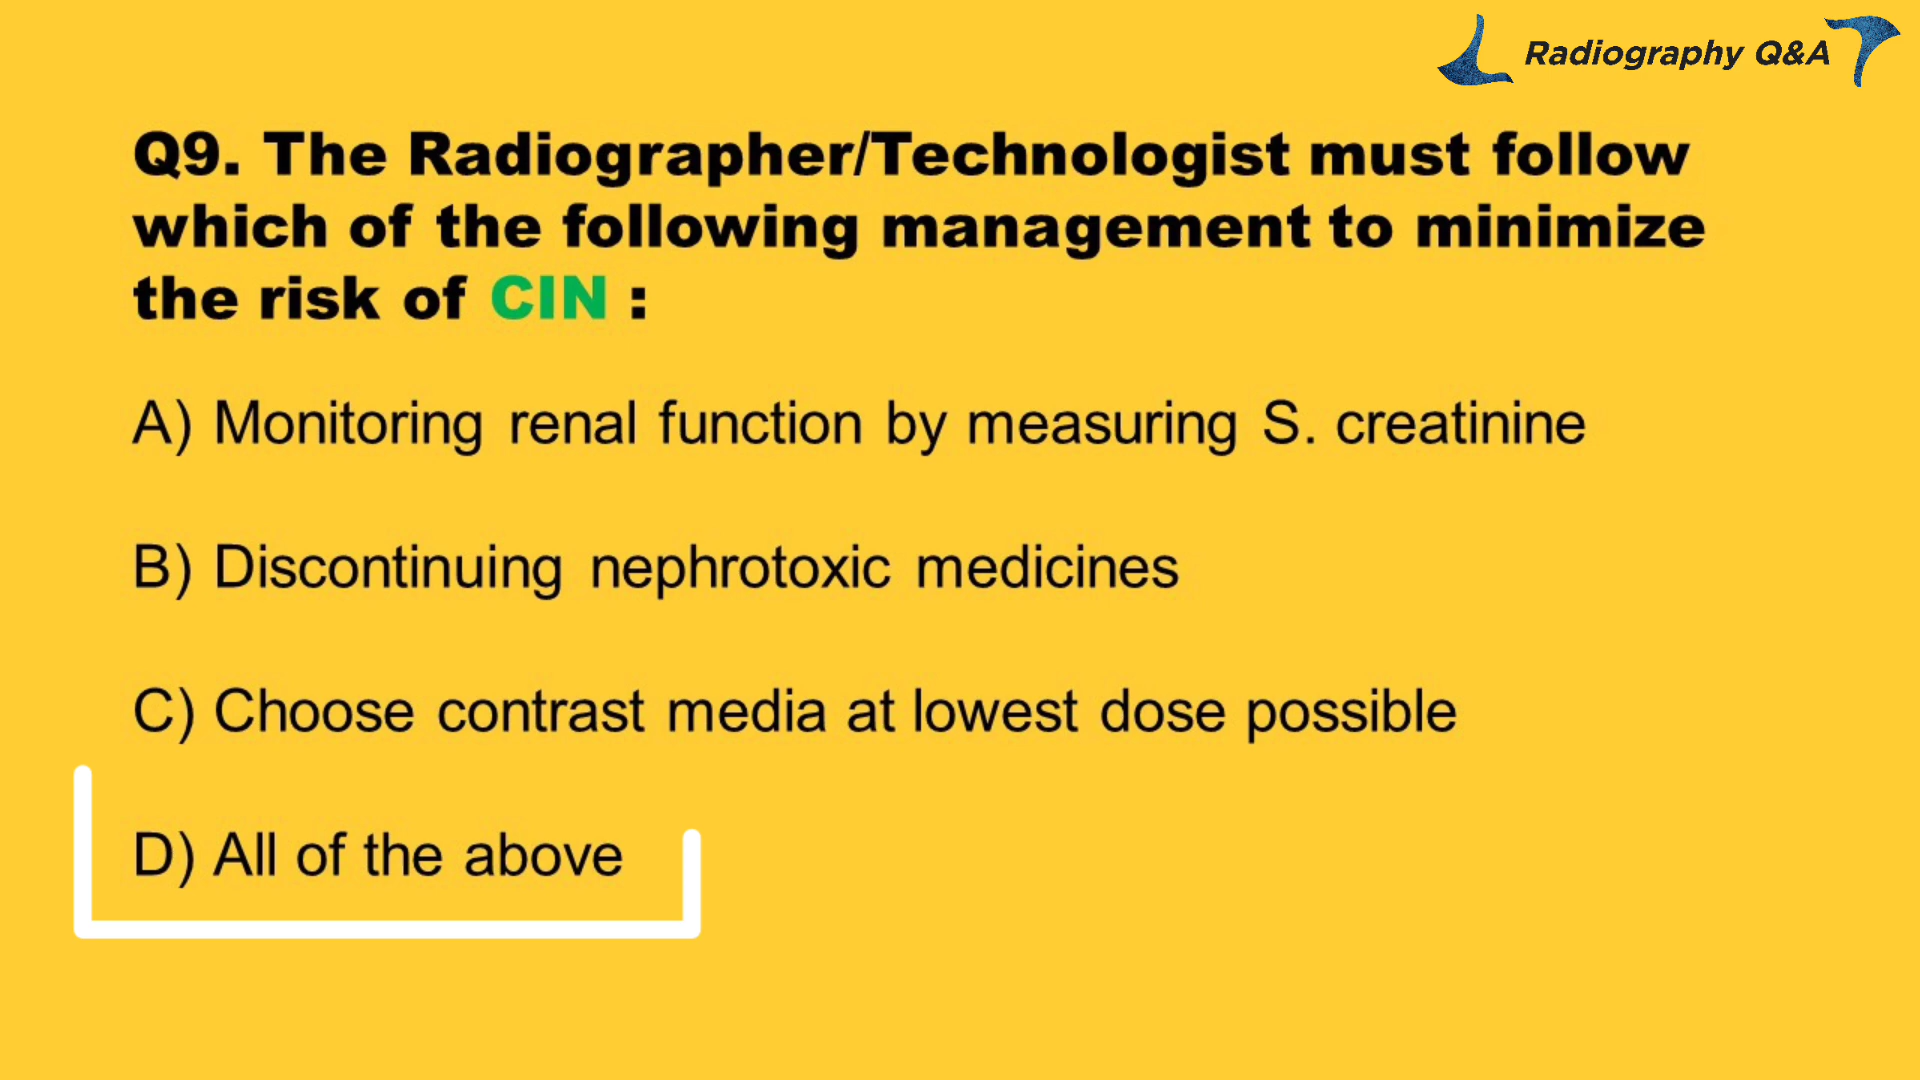 Radiography Q&A
Q9. The Radiographer/Technologist must follow
which of the following management to minimize
the risk of CIN :
A) Monitoring renal function by measuring S. creatinine
B) Discontinuing nephrotoxic medicines
C) Choose contrast media at lowest dose possible
D) All of the above